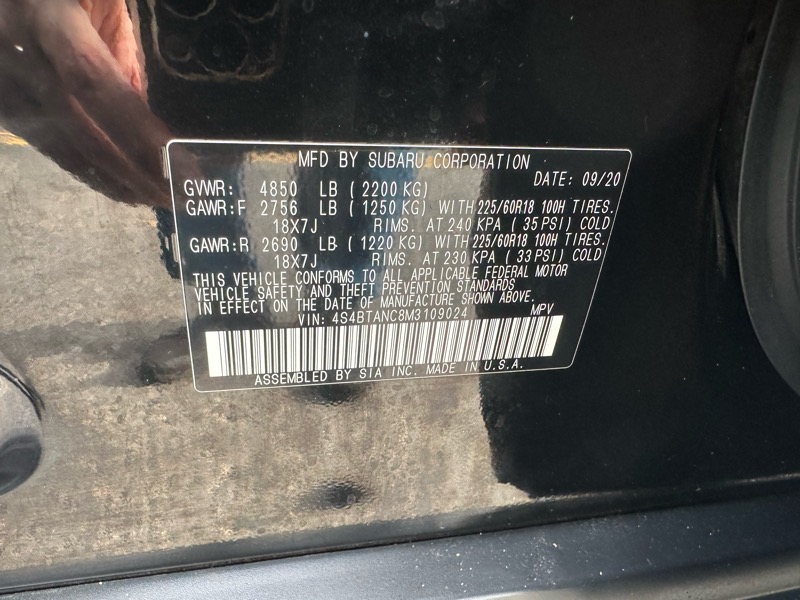 MFD BY SUBARU CORPORATION
DATE: 09/20
GVWR: 4850 LB (2200 KG)
GAWR:F 2756 LB (1250 KG) WITH 225/60R18 100H TIRES.
18X7J RIMS. AT 240 KPA (35 PSI) COLD
GAWR:R 2690 LB (1220 KG) WITH 225/60R18 100H TIRES.
18X7J RIMS. AT 230 KPA (33 PSI) COLD
THIS VEHICLE CONFORMS TO ALL APPLICABLE FEDERAL MOTOR
VEHICLE SAFETY AND THEFT PREVENTION STANDARDS
IN EFFECT ON THE DATE OF MANUFACTURE SHOWN ABOVE.
VIN: 4S4BTANC8M3109024 MPV
ASSEMBLED BY SIA INC. MADE IN U.S.A.